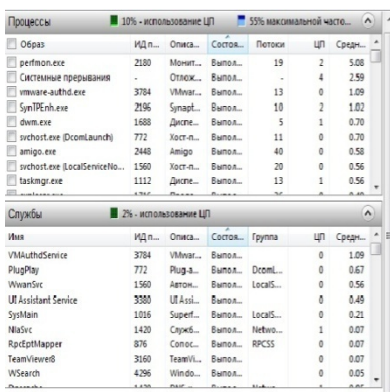 Процессы 10% - использование ЦП 55% максимальной часто...
Образ ИД п... Описа... Состоя... Потоки ЦП Средн...
perfmon.exe 2180 Монит... Выпол... 19 2 5.08
Системные прерывания - Отлож... Выпол... - 4 2.59
vmware-authd.exe 3784 VMwar... Выпол... 13 0 1.09
SynTPEnh.exe 2196 Synapt... Выпол... 10 2 1.02
dwm.exe 1688 Диспе... Выпол... 5 1 0.70
svchost.exe (DcomLaunch) 772 Хост-п... Выпол... 11 0 0.70
amigo.exe 2448 Amigo Выпол... 40 0 0.58
svchost.exe (LocalServiceNo... 1560 Хост-п... Выпол... 20 0 0.56
taskmgr.exe 1112 Диспе... Выпол... 13 1 0.56
Службы 2% - использование ЦП
Имя ИД п... Описа... Состоя... Группа ЦП Средн...
VMAuthdService 3784 VMwar... Выпол... 0 1.09
PlugPlay 772 Plug-a... Выпол... DcomL... 0 0.67
WwanSvc 1560 Автон... Выпол... LocalS... 0 0.56
UI Assistant Service 3380 UI Assi... Выпол... 0 0.49
SysMain 1016 Superf... Выпол... LocalS... 0 0.21
NlaSvc 1420 Служб... Выпол... Netwo... 1 0.07
RpcEptMapper 876 Сопос... Выпол... RPCSS 0 0.07
TeamViewer8 3160 TeamVi... Выпол... 0 0.07
WSearch 4296 Windo... Выпол... 0 0.05